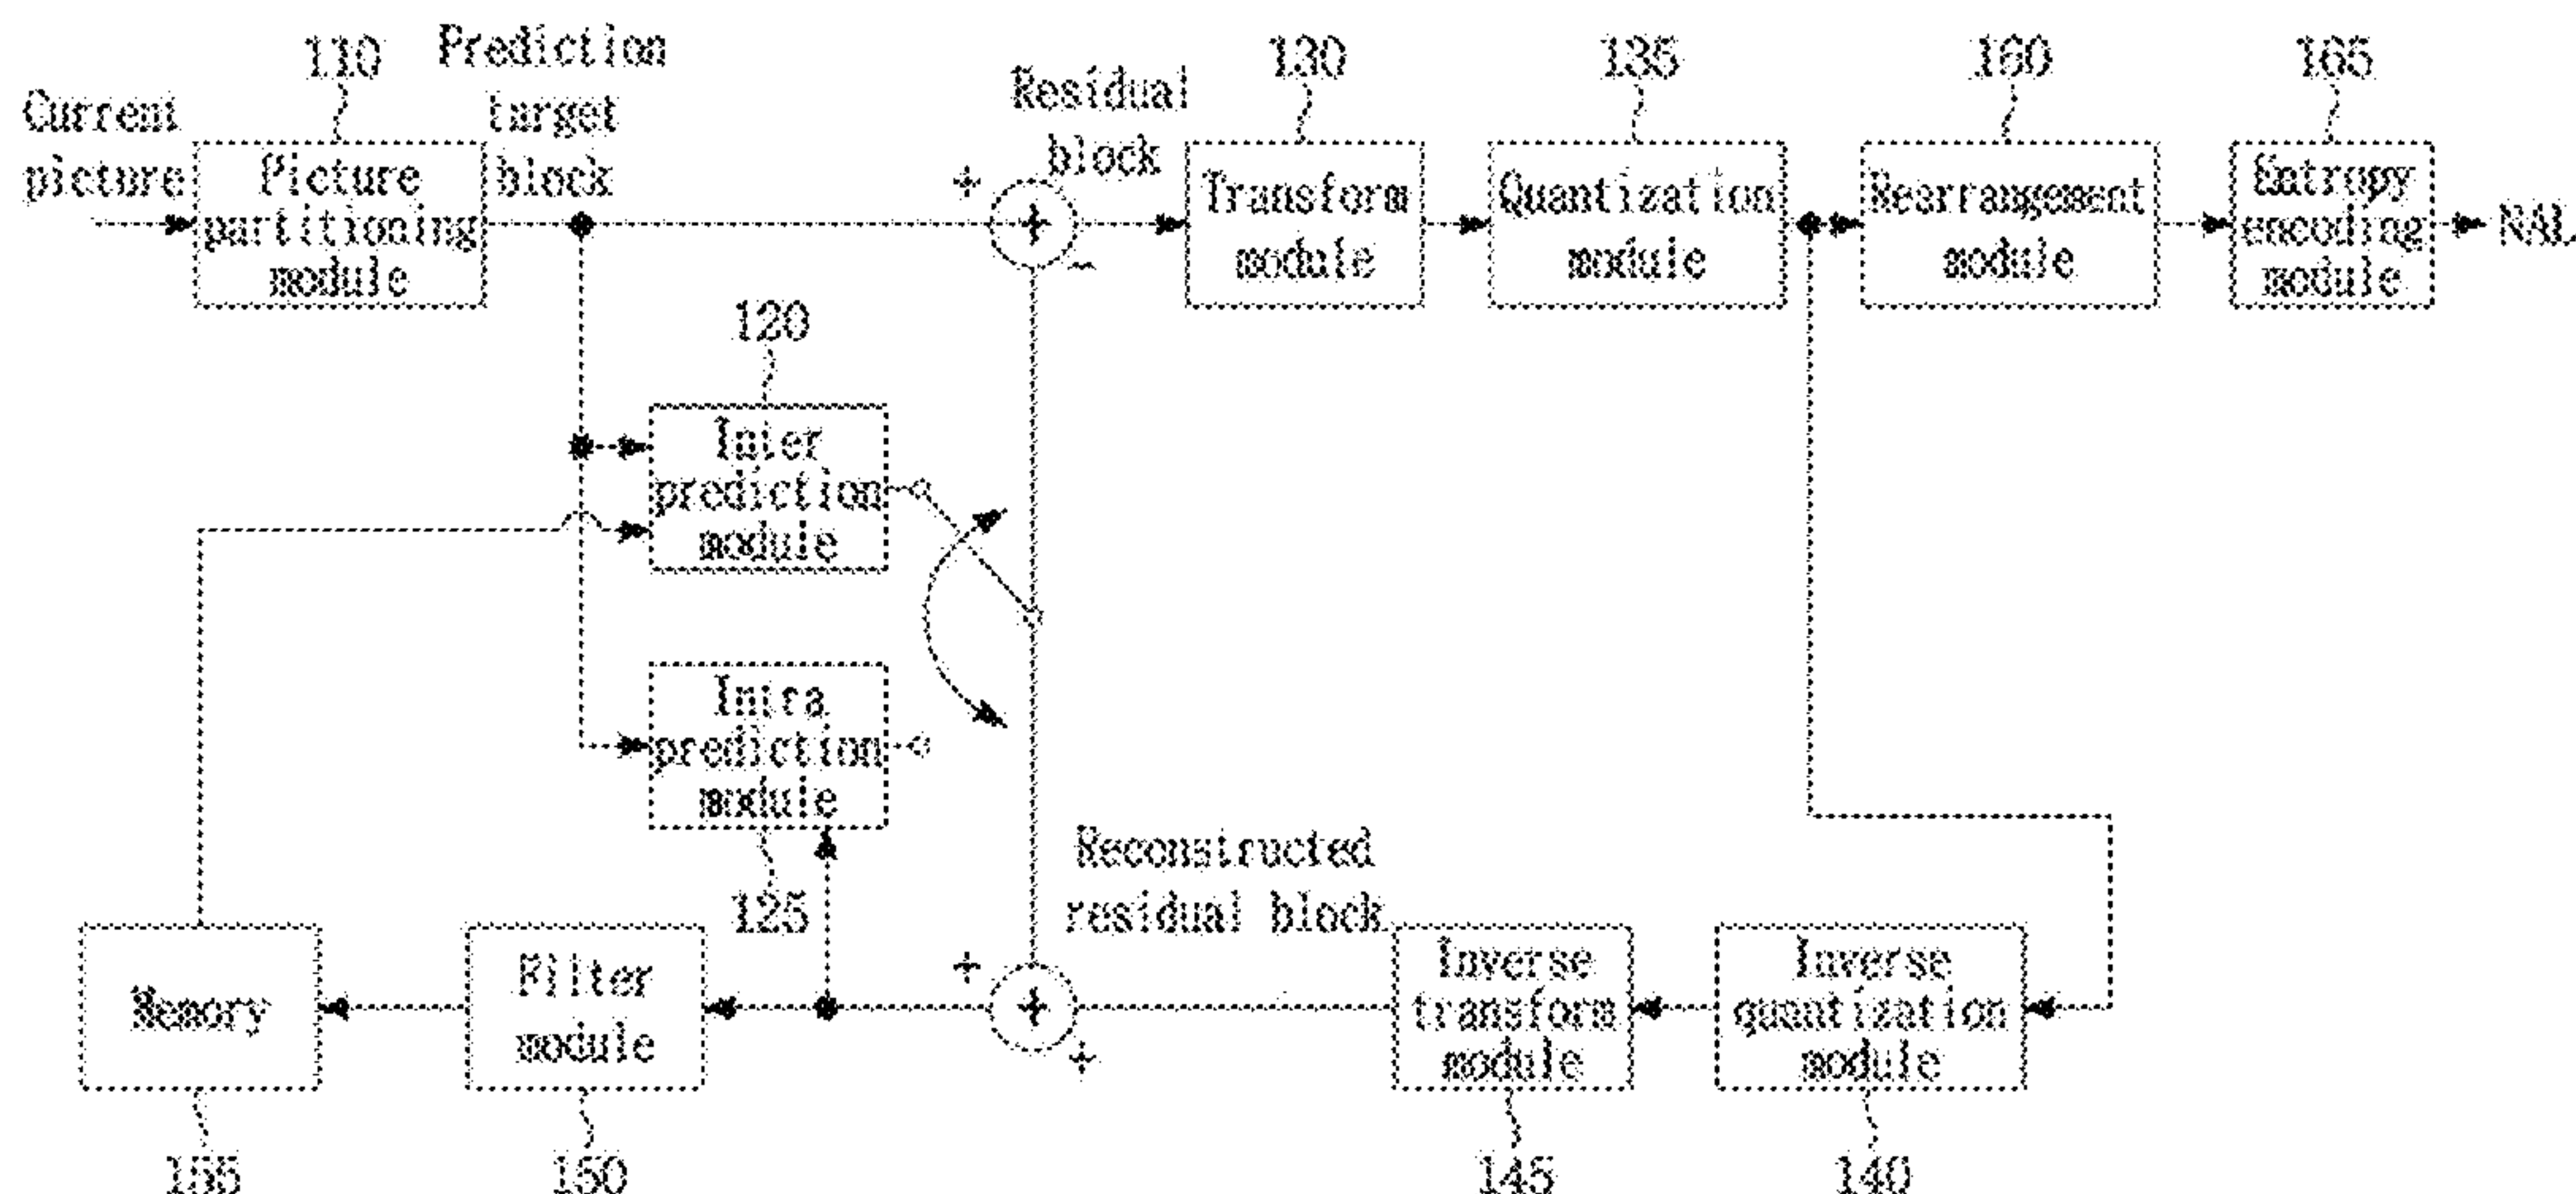 110
Prediction
target
block
Current
picture
Picture
partitioning
module
Residual
block
130
Transform
module
135
Quantization
module
160
Rearrangement
module
165
Entropy
encoding
module
NAL
+
+
-
120
Inter
prediction
module
Intra
prediction
module
125
Reconstructed
residual block
+
+
+
Memory
155
Filter
module
150
Inverse
transform
module
145
Inverse
quantization
module
140